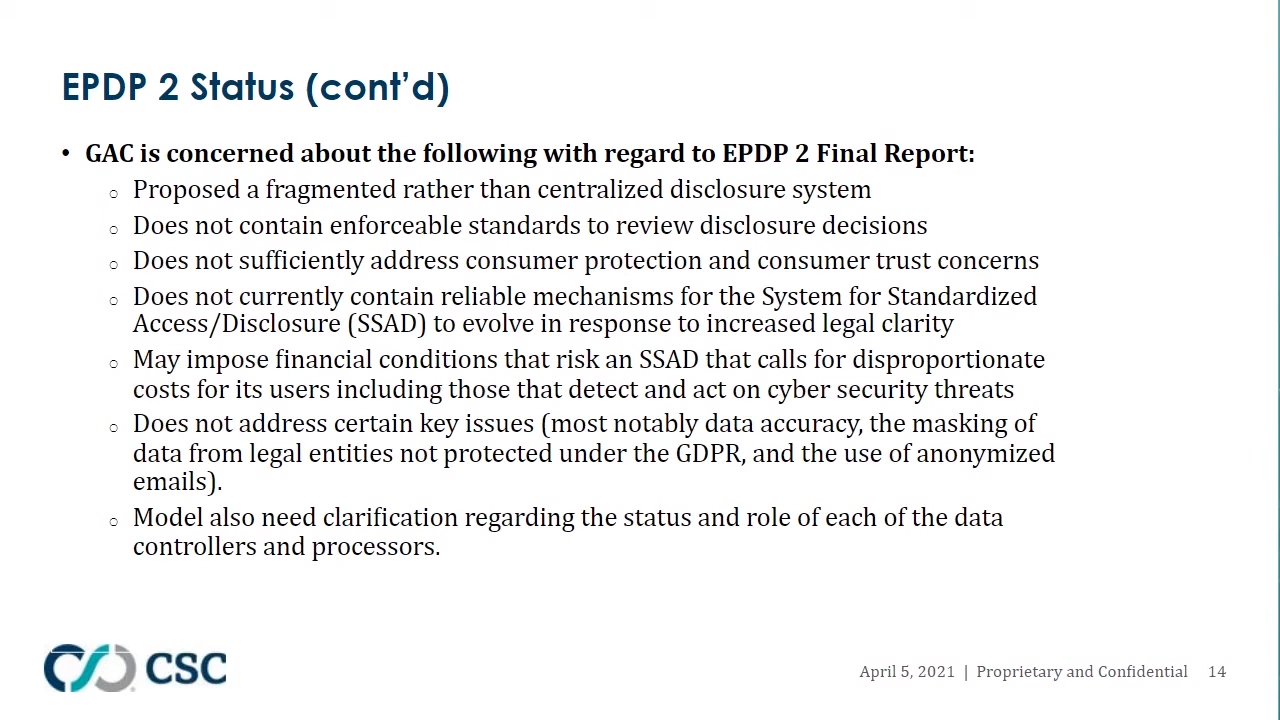 EPDP 2 Status (cont’d)
• GAC is concerned about the following with regard to EPDP 2 Final Report:
○ Proposed a fragmented rather than centralized disclosure system
○ Does not contain enforceable standards to review disclosure decisions
○ Does not sufficiently address consumer protection and consumer trust concerns
○ Does not currently contain reliable mechanisms for the System for Standardized
Access/Disclosure (SSAD) to evolve in response to increased legal clarity
○ May impose financial conditions that risk an SSAD that calls for disproportionate
costs for its users including those that detect and act on cyber security threats
○ Does not address certain key issues (most notably data accuracy, the masking of
data from legal entities not protected under the GDPR, and the use of anonymized
emails).
○ Model also need clarification regarding the status and role of each of the data
controllers and processors.
CSC
April 5, 2021 | Proprietary and Confidential 14